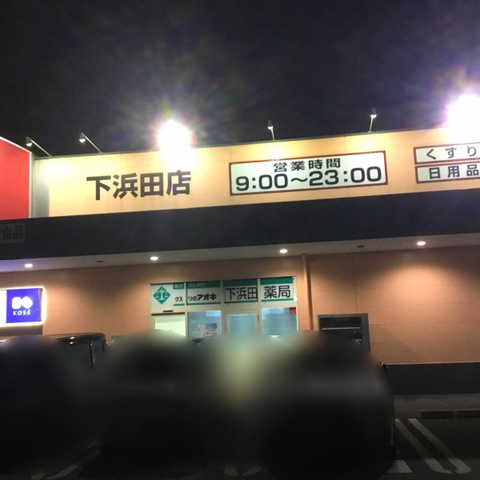 下浜田店
営業時間
9:00～23:00
くすり
日用品
食品
KOSÉ
クスリのアオキ
下浜田 薬局